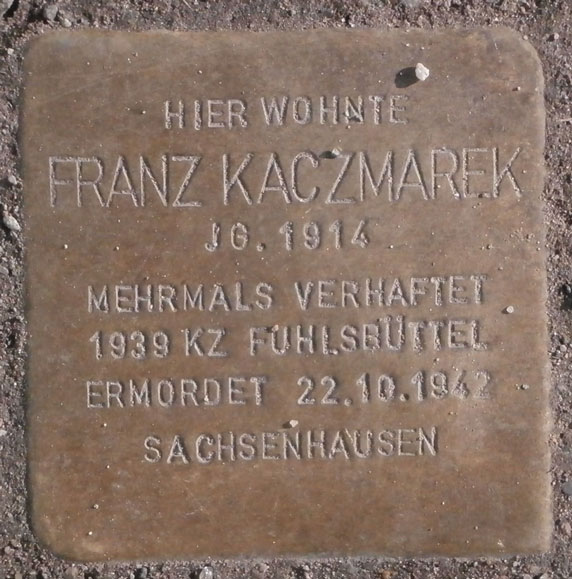 HIER WOHNTE
FRANZ KACZMAREK
JG. 1914
MEHRMALS VERHAFTET
1939 KZ FUHLSBÜTTEL
ERMORDET 22.10.1942
SACHSENHAUSEN